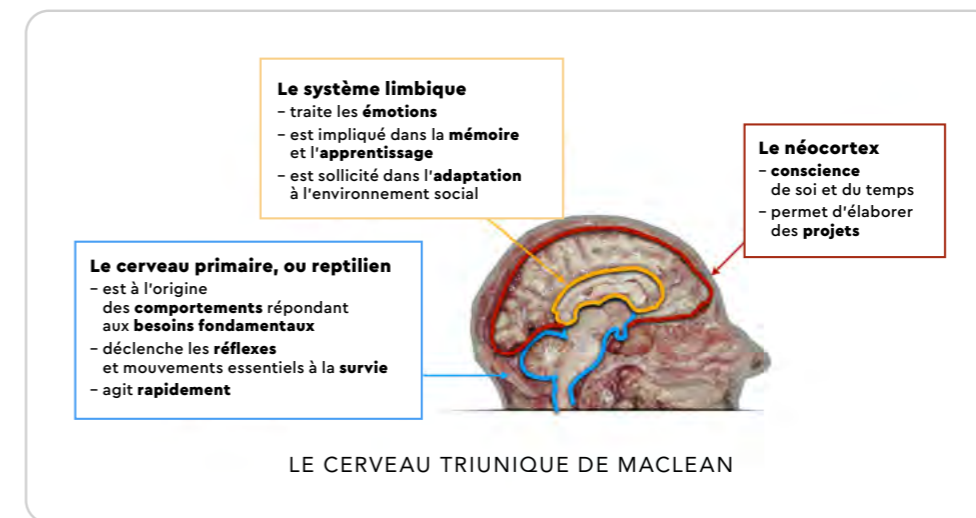 Le système limbique
– traite les émotions
– est impliqué dans la mémoire
et l'apprentissage
– est sollicité dans l'adaptation
à l'environnement social
Le néocortex
– conscience
de soi et du temps
– permet d'élaborer
des projets
Le cerveau primaire, ou reptilien
– est à l'origine
des comportements répondant
aux besoins fondamentaux
– déclenche les réflexes
et mouvements essentiels à la survie
– agit rapidement
LE CERVEAU TRIUNIQUE DE MACLEAN